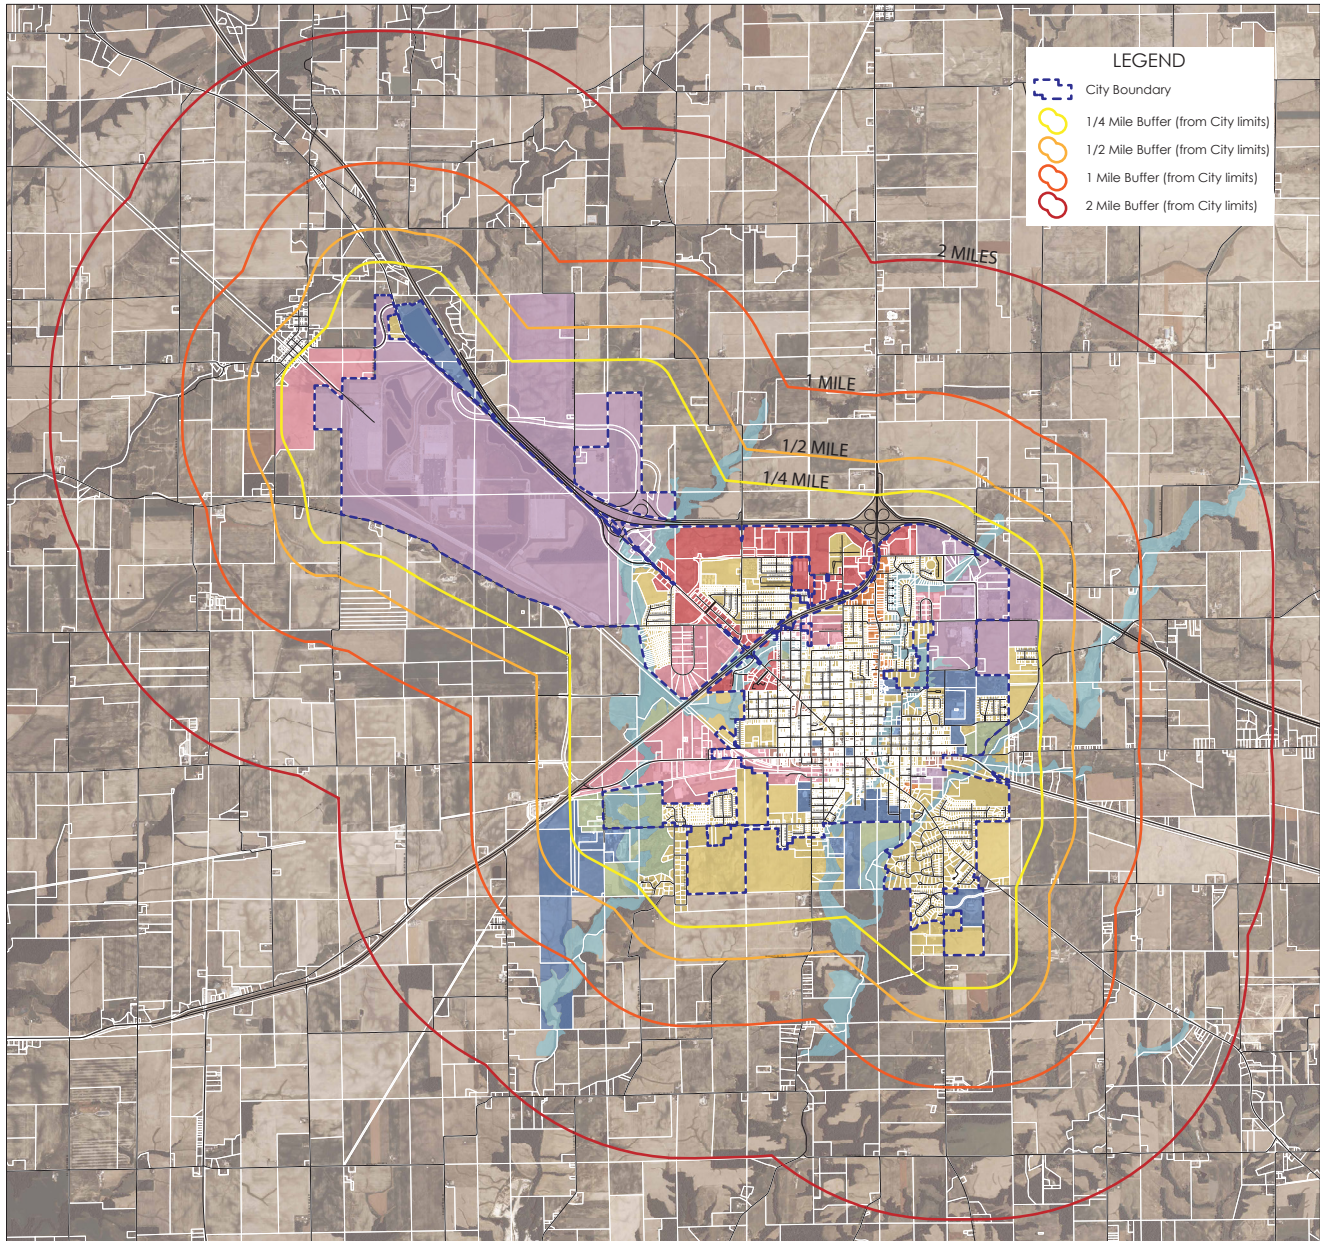 LEGEND
City Boundary
1/4 Mile Buffer (from City limits)
1/2 Mile Buffer (from City limits)
1 Mile Buffer (from City limits)
2 Mile Buffer (from City limits)
2 MILES
1 MILE
1/2 MILE
1/4 MILE